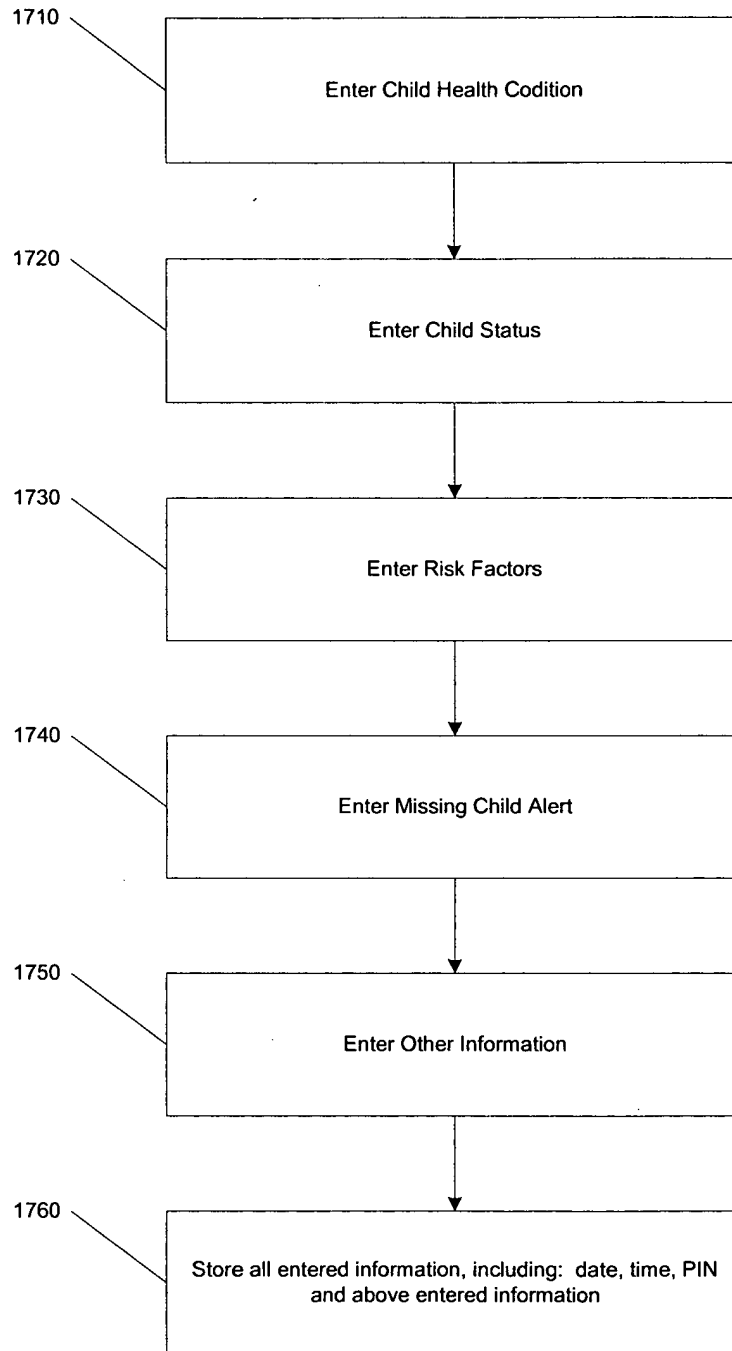 1710
Enter Child Health Codition
1720
Enter Child Status
1730
Enter Risk Factors
1740
Enter Missing Child Alert
1750
Enter Other Information
1760
Store all entered information, including: date, time, PIN
and above entered information